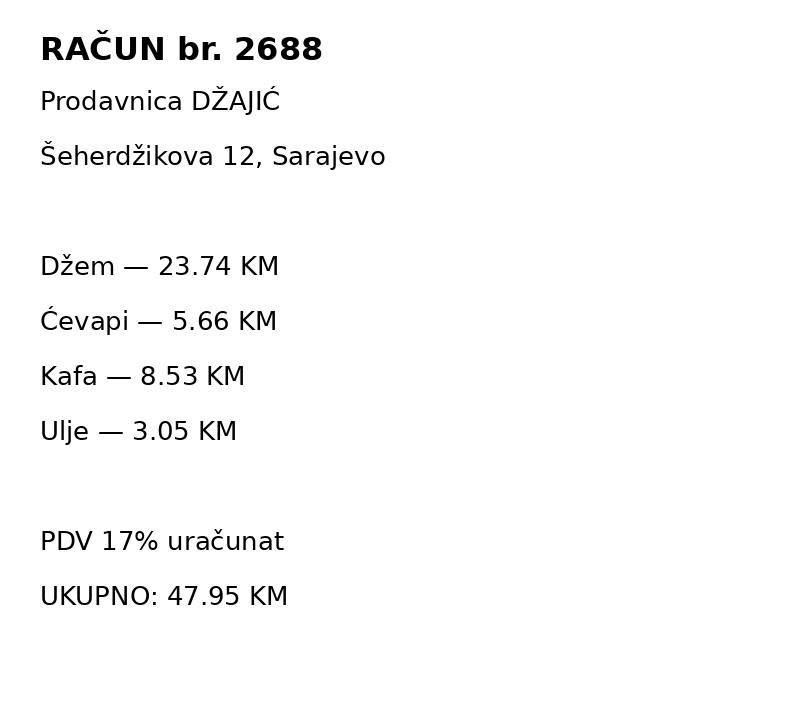 RAČUN br. 2688
Prodavnica DŽAJIĆ
Šeherdžikova 12, Sarajevo
Džem — 23.74 KM
Ćevapi — 5.66 KM
Kafa — 8.53 KM
Ulje — 3.05 KM
PDV 17% uračunat
UKUPNO: 47.95 KM